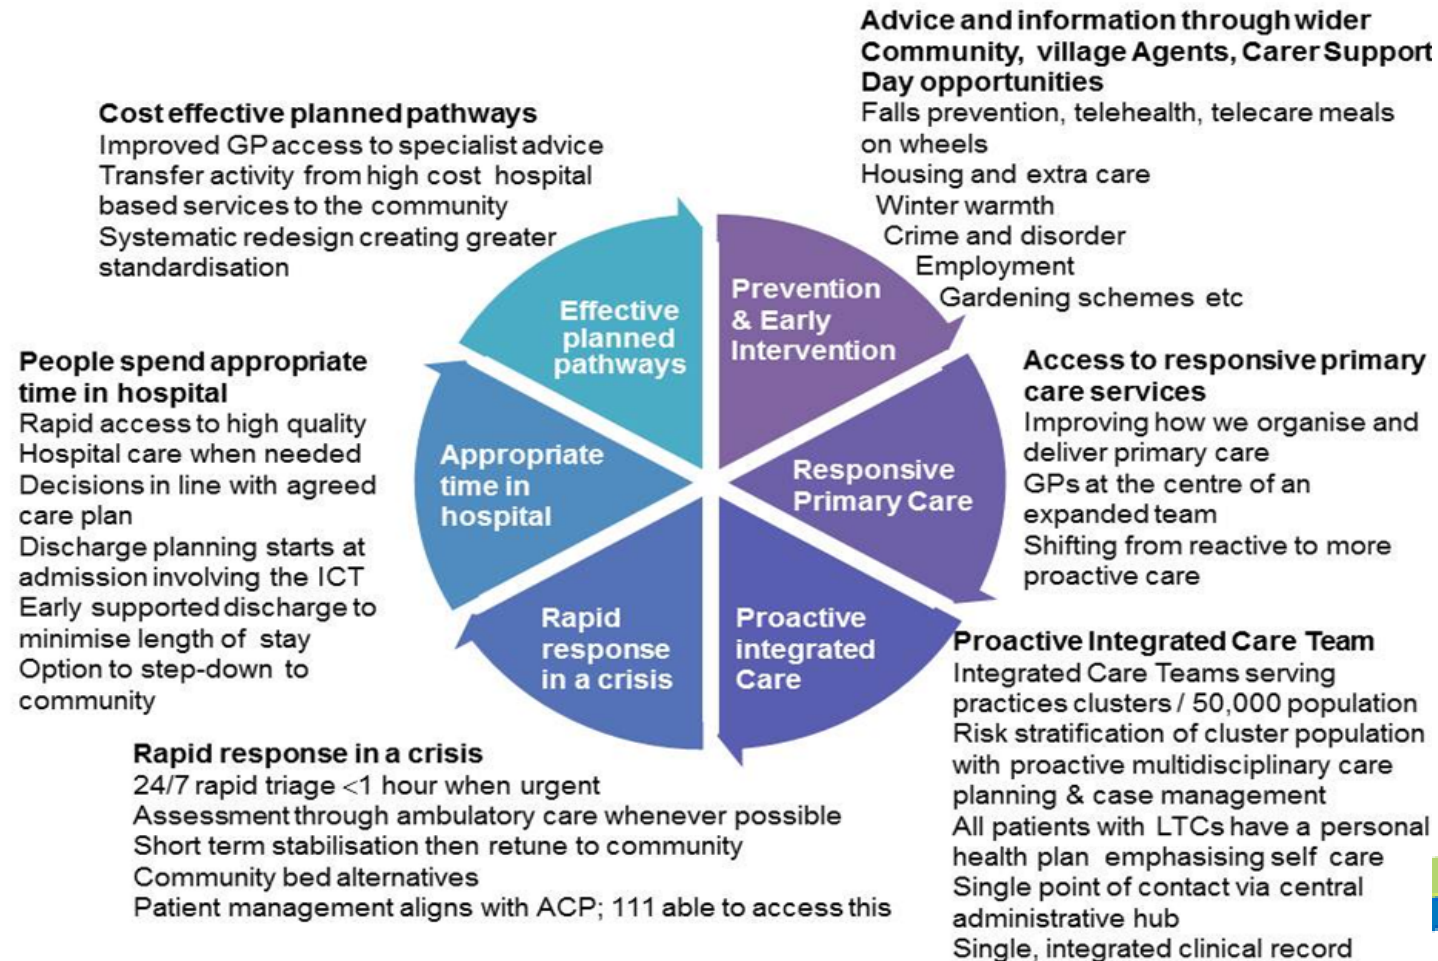 Advice and information through wider
Community, village Agents, Carer Support
Day opportunities
Falls prevention, telehealth, telecare meals
on wheels
Housing and extra care
Winter warmth
Crime and disorder
Employment
Gardening schemes etc
Cost effective planned pathways
Improved GP access to specialist advice
Transfer activity from high cost hospital
based services to the community
Systematic redesign creating greater
standardisation
Effective
planned
pathways
Prevention
& Early
Intervention
People spend appropriate
time in hospital
Rapid access to high quality
Hospital care when needed
Decisions in line with agreed
care plan
Discharge planning starts at
admission involving the ICT
Early supported discharge to
minimise length of stay
Option to step-down to
community
Appropriate
time in
hospital
Responsive
Primary Care
Access to responsive primary
care services
Improving how we organise and
deliver primary care
GPs at the centre of an
expanded team
Shifting from reactive to more
proactive care
Rapid
response
in a crisis
Proactive
integrated
Care
Proactive Integrated Care Team
Integrated Care Teams serving
practices clusters / 50,000 population
Risk stratification of cluster population
with proactive multidisciplinary care
planning & case management
All patients with LTCs have a personal
health plan emphasising self care
Single point of contact via central
administrative hub
Single, integrated clinical record
Rapid response in a crisis
24/7 rapid triage <1 hour when urgent
Assessment through ambulatory care whenever possible
Short term stabilisation then retune to community
Community bed alternatives
Patient management aligns with ACP; 111 able to access this